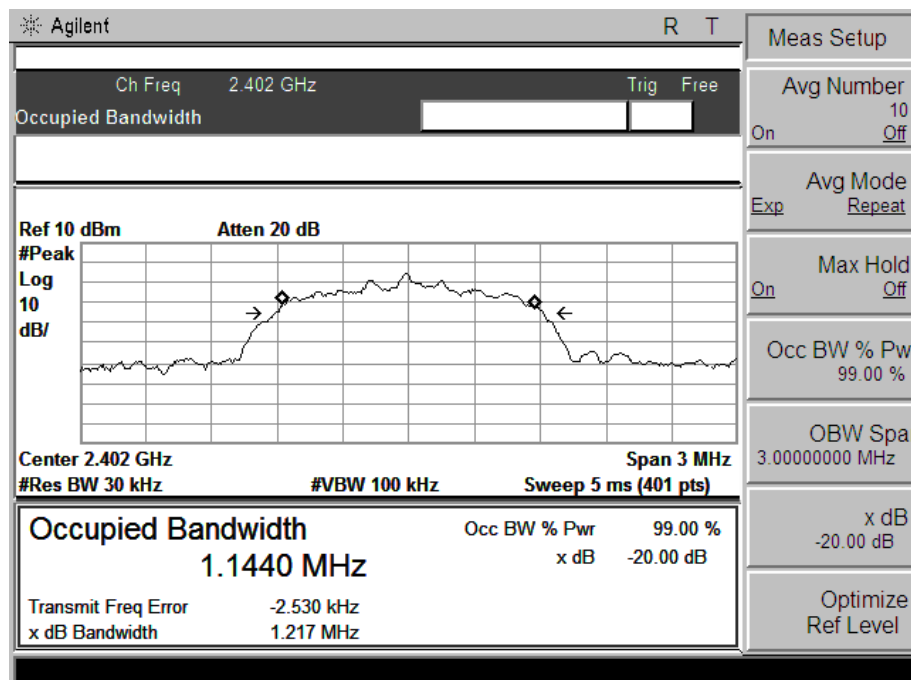 Agilent R T
Ch Freq 2.402 GHz Trig Free
Occupied Bandwidth
Ref 10 dBm Atten 20 dB
#Peak
Log
10
dB/
Center 2.402 GHz Span 3 MHz
#Res BW 30 kHz #VBW 100 kHz Sweep 5 ms (401 pts)
Occupied Bandwidth Occ BW % Pwr 99.00 %
1.1440 MHz x dB -20.00 dB
Transmit Freq Error -2.530 kHz
x dB Bandwidth 1.217 MHz
Meas Setup
Avg Number
10
On Off
Avg Mode
Exp Repeat
Max Hold
On Off
Occ BW % Pw
99.00 %
OBW Spa
3.00000000 MHz
x dB
-20.00 dB
Optimize
Ref Level